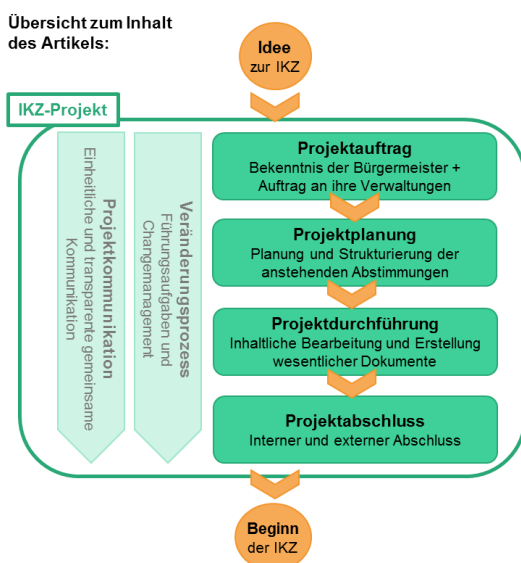 Übersicht zum Inhalt
des Artikels:
Idee
zur IKZ
IKZ-Projekt
Projektkommunikation
Einheitliche und transparente gemeinsame
Kommunikation
Veränderungsprozess
Führungsaufgaben und
Changemanagement
Projektauftrag
Bekenntnis der Bürgermeister +
Auftrag an ihre Verwaltungen
Projektplanung
Planung und Strukturierung der
anstehenden Abstimmungen
Projektdurchführung
Inhaltliche Bearbeitung und Erstellung
wesentlicher Dokumente
Projektabschluss
Interner und externer Abschluss
Beginn
der IKZ